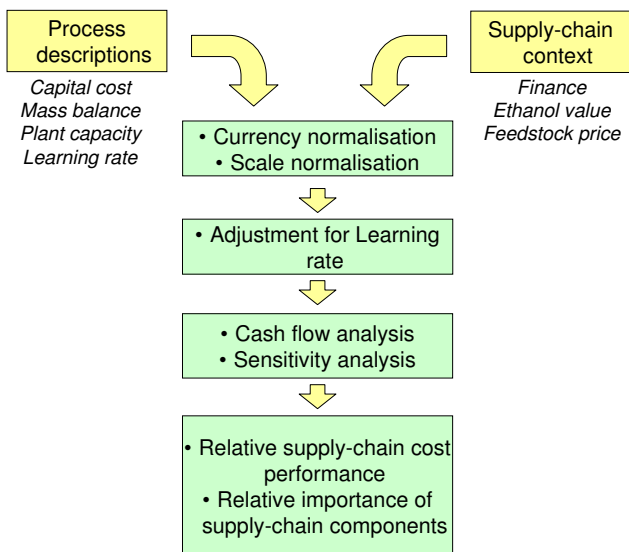 Process
descriptions
Capital cost
Mass balance
Plant capacity
Learning rate
Supply-chain
context
Finance
Ethanol value
Feedstock price
• Currency normalisation
• Scale normalisation
• Adjustment for Learning
rate
• Cash flow analysis
• Sensitivity analysis
• Relative supply-chain cost
performance
• Relative importance of
supply-chain components